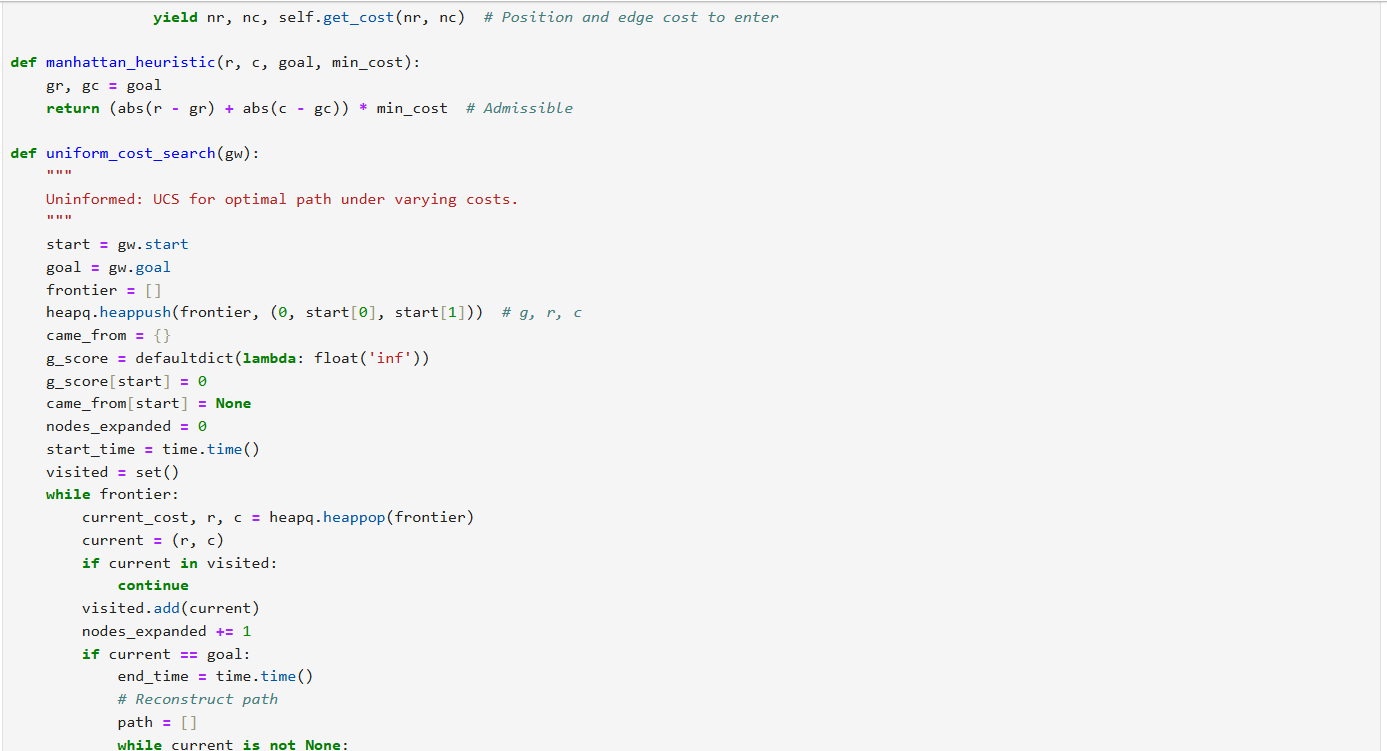 yield nr, nc, self.get_cost(nr, nc)  # Position and edge cost to enter

def manhattan_heuristic(r, c, goal, min_cost):
    gr, gc = goal
    return (abs(r - gr) + abs(c - gc)) * min_cost  # Admissible

def uniform_cost_search(gw):
    """
    Uninformed: UCS for optimal path under varying costs.
    """
    start = gw.start
    goal = gw.goal
    frontier = []
    heapq.heappush(frontier, (0, start[0], start[1]))  # g, r, c
    came_from = {}
    g_score = defaultdict(lambda: float('inf'))
    g_score[start] = 0
    came_from[start] = None
    nodes_expanded = 0
    start_time = time.time()
    visited = set()
    while frontier:
        current_cost, r, c = heapq.heappop(frontier)
        current = (r, c)
        if current in visited:
            continue
        visited.add(current)
        nodes_expanded += 1
        if current == goal:
            end_time = time.time()
            # Reconstruct path
            path = []
            while current is not None: